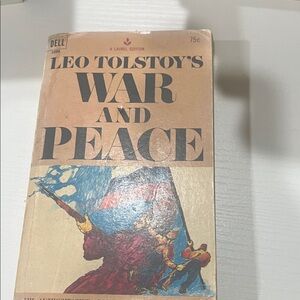 DELL
A LAUREL EDITION
75¢
LEO TOLSTOY'S
WAR
AND
PEACE